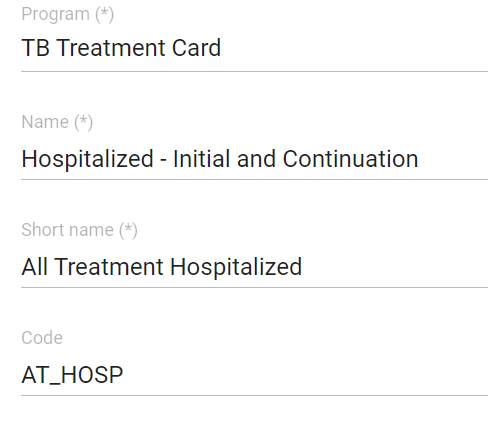 Program (*)
TB Treatment Card
Name (*)
Hospitalized - Initial and Continuation
Short name (*)
All Treatment Hospitalized
Code
AT_HOSP